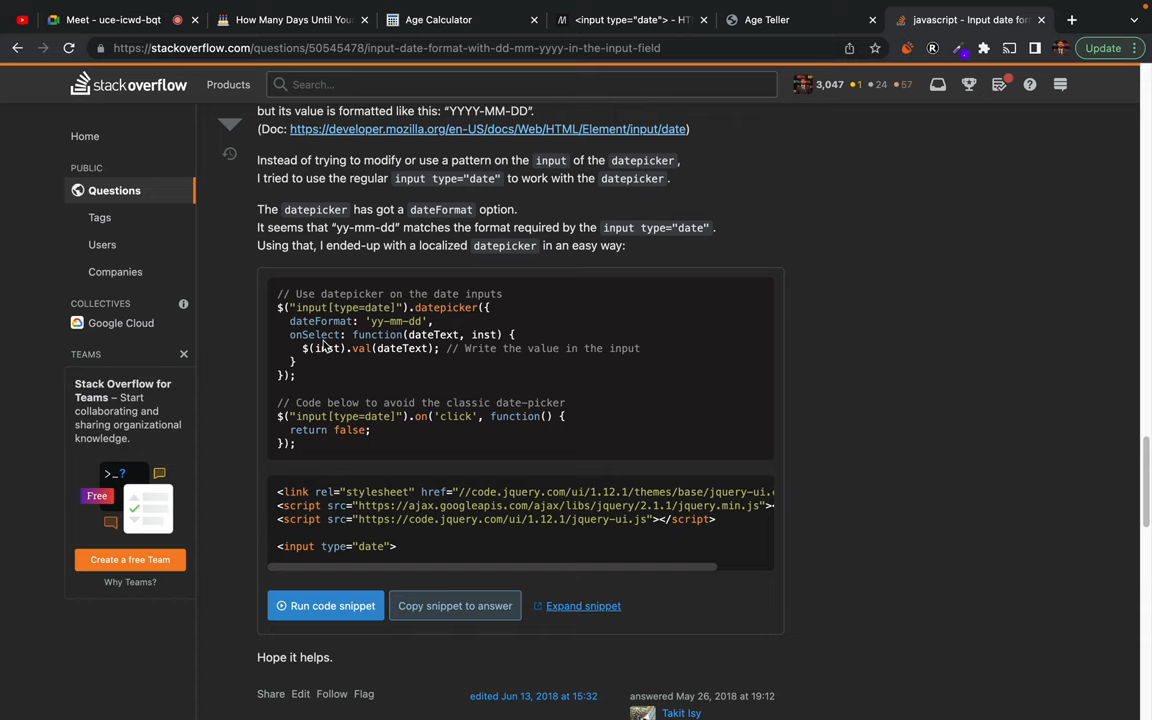 Meet - uce-icwd-bqt
How Many Days Until You
Age Calculator
<input type="date"> - HT
Age Teller
javascript - Input date for
https://stackoverflow.com/questions/50545478/input-date-format-with-dd-mm-yyyy-in-the-input-field
Update
stackoverflow
Products
Search...
3,047
1
24
57
but its value is formatted like this: “YYYY-MM-DD”.
(Doc: https://developer.mozilla.org/en-US/docs/Web/HTML/Element/input/date)
Instead of trying to modify or use a pattern on the input of the datepicker,
I tried to use the regular input type="date" to work with the datepicker.
The datepicker has got a dateFormat option.
It seems that “yy-mm-dd” matches the format required by the input type="date".
Using that, I ended-up with a localized datepicker in an easy way:
Home
PUBLIC
Questions
Tags
Users
Companies
COLLECTIVES
Google Cloud
TEAMS
Stack Overflow for
Teams – Start
collaborating and
sharing organizational
knowledge.
>_?
Free
Create a free Team
Why Teams?
// Use datepicker on the date inputs
$("input[type=date]").datepicker({
dateFormat: 'yy-mm-dd',
onSelect: function(dateText, inst) {
$(inst).val(dateText); // Write the value in the input
}
});
// Code below to avoid the classic date-picker
$("input[type=date]").on('click', function() {
return false;
});
<link rel="stylesheet" href="//code.jquery.com/ui/1.12.1/themes/base/jquery-ui.c
<script src="https://ajax.googleapis.com/ajax/libs/jquery/2.1.1/jquery.min.js"><
<script src="https://code.jquery.com/ui/1.12.1/jquery-ui.js"></script>
<input type="date">
Run code snippet
Copy snippet to answer
Expand snippet
Hope it helps.
Share Edit Follow Flag
edited Jun 13, 2018 at 15:32
answered May 26, 2018 at 19:12
Takit Isy